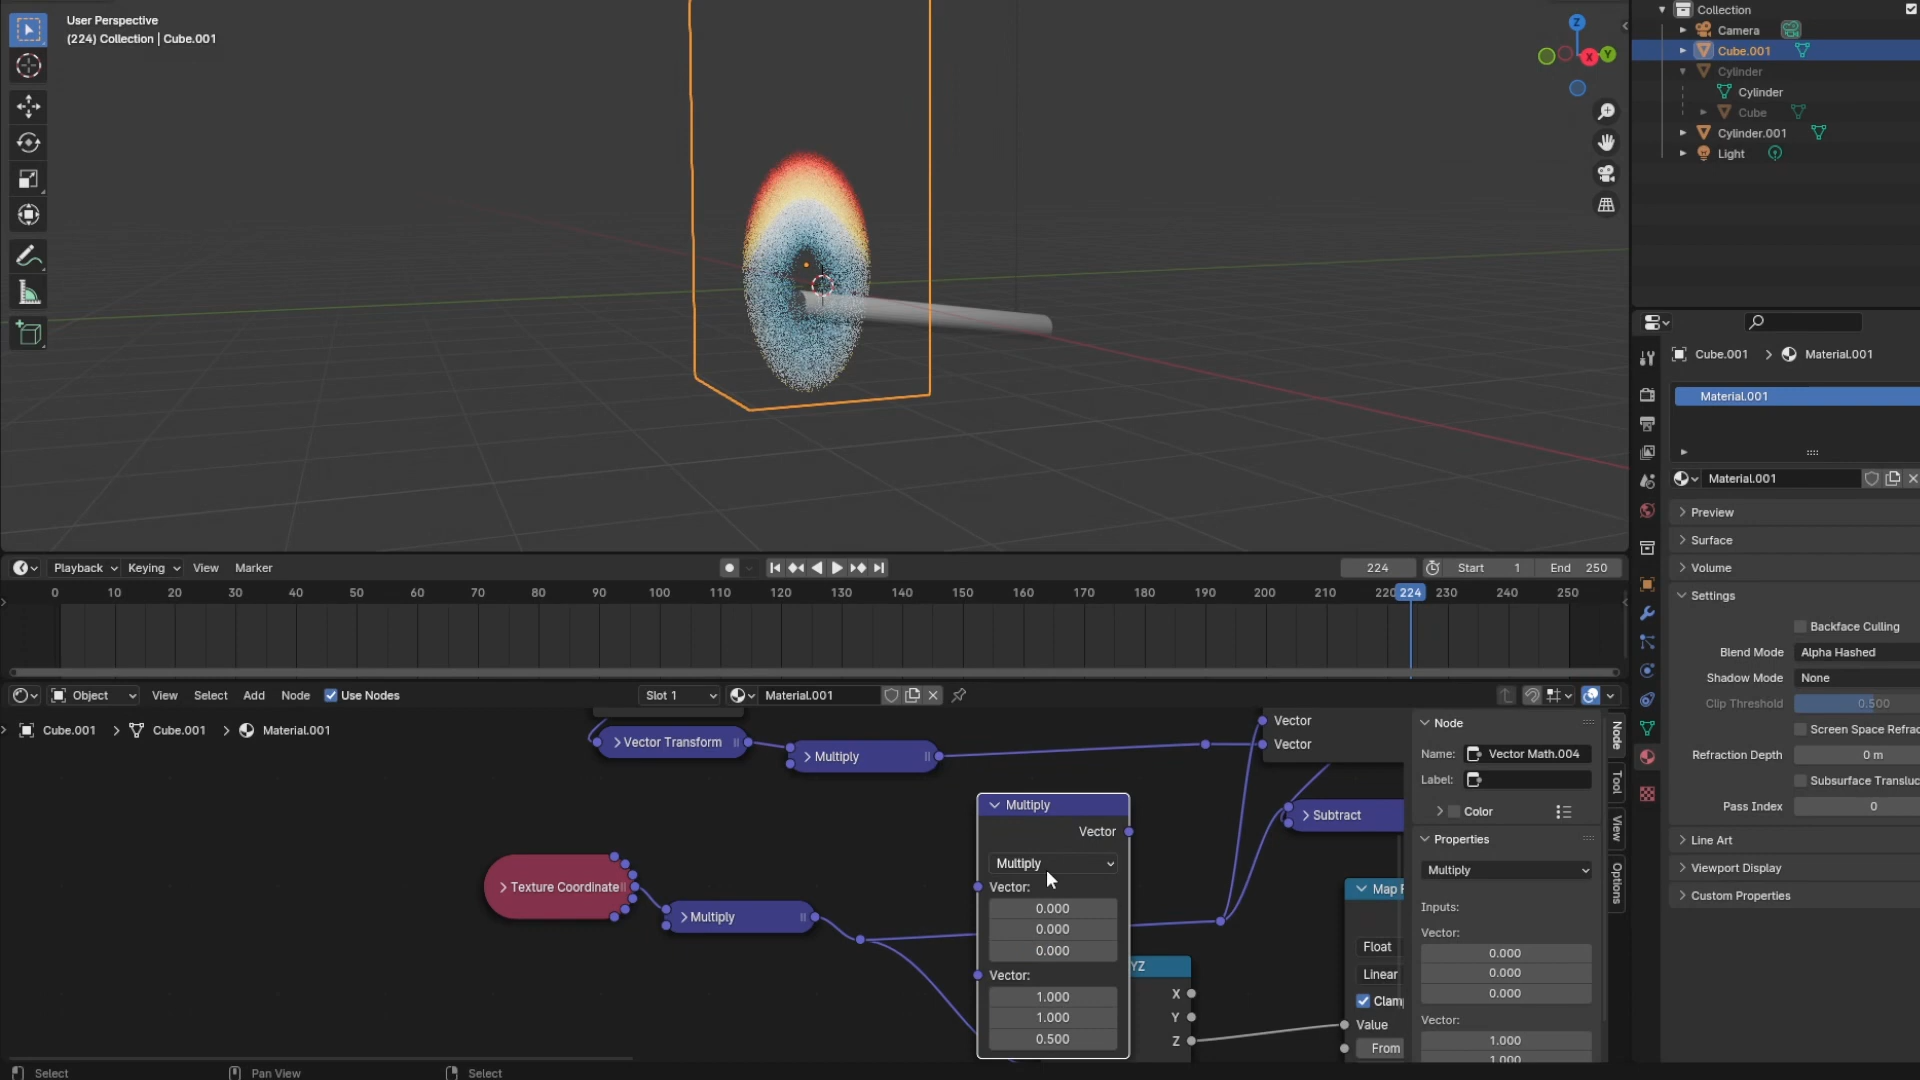 User Perspective
(224) Collection | Cube.001
Z
X
Y
Collection
Camera
Cube.001
Cylinder
Cylinder
Cube
Cylinder.001
Light
Cube.001 > Material.001
Material.001
Material.001
Preview
Surface
Volume
Settings
Backface Culling
Blend Mode Alpha Hashed
Shadow Mode None
Clip Threshold 0.500
Screen Space Refrac
Refraction Depth 0 m
Subsurface Transluc
Pass Index 0
Line Art
Viewport Display
Custom Properties
Playback Keying View Marker
224 Start 1 End 250
0 10 20 30 40 50 60 70 80 90 100 110 120 130 140 150 160 170 180 190 200 210 220 224 230 240 250
Object View Select Add Node Use Nodes Slot 1 Material.001
Cube.001 > Cube.001 > Material.001
Vector Transform
Multiply
Vector
Vector
Multiply
Vector
Multiply
Vector:
0.000
0.000
0.000
Vector:
1.000
1.000
0.500
Subtract
Texture Coordinate
Multiply
YZ
X
Y
Z
Map
Float
Linear
Clam
Value
From
Node
Name: Vector Math.004
Label:
Color
Properties
Multiply
Inputs:
Vector:
0.000
0.000
0.000
Vector:
1.000
1.000
Node
Tool
View
Options
Select Pan View Select